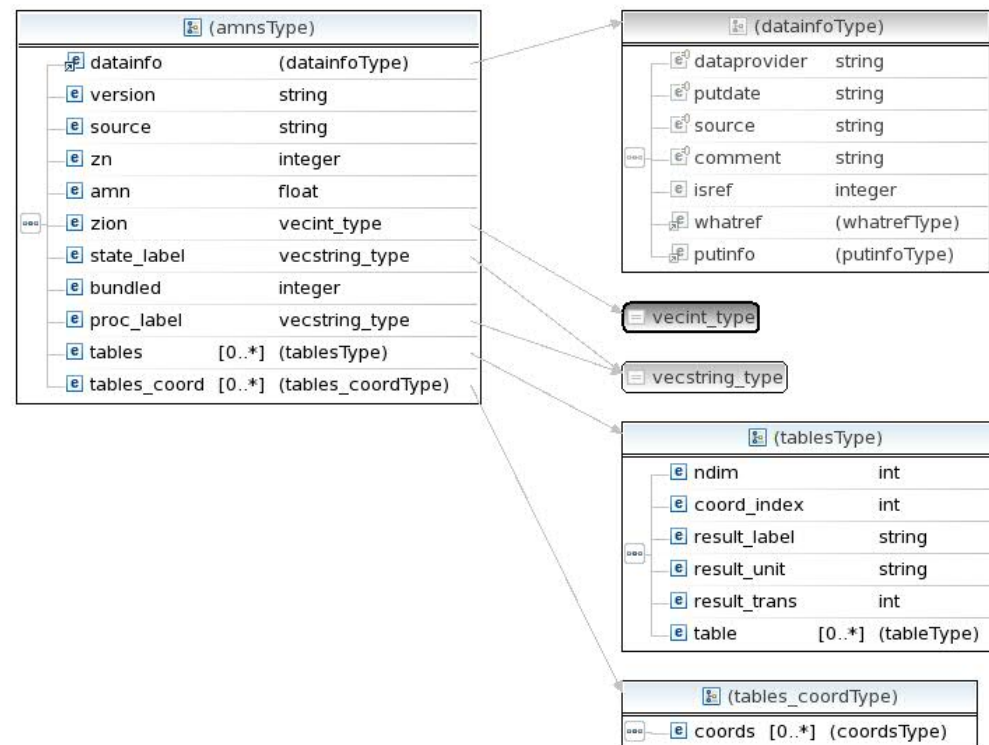 (amnsType)
datainfo (datainfoType)
version string
source string
zn integer
amn float
zion vecint_type
state_label vecstring_type
bundled integer
proc_label vecstring_type
tables [0..*] (tablesType)
tables_coord [0..*] (tables_coordType)
(datainfoType)
dataprovider string
putdate string
source string
comment string
isref integer
whatref (whatrefType)
putinfo (putinfoType)
vecint_type
vecstring_type
(tablesType)
ndim int
coord_index int
result_label string
result_unit string
result_trans int
table [0..*] (tableType)
(tables_coordType)
coords [0..*] (coordsType)